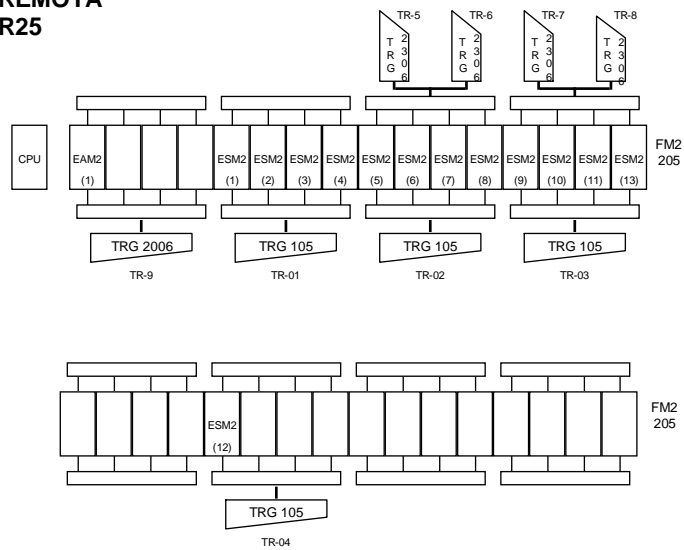 REMOTA
R25
TR-5
TR-6
TR-7
TR-8
TRG 2306
TRG 2306
TRG 2306
TRG 2306
CPU
EAM2 (1)
ESM2 (1)
ESM2 (2)
ESM2 (3)
ESM2 (4)
ESM2 (5)
ESM2 (6)
ESM2 (7)
ESM2 (8)
ESM2 (9)
ESM2 (10)
ESM2 (11)
ESM2 (13)
FM2
205
TRG 2006
TRG 105
TRG 105
TRG 105
TR-9
TR-01
TR-02
TR-03
ESM2
(12)
FM2
205
TRG 105
TR-04